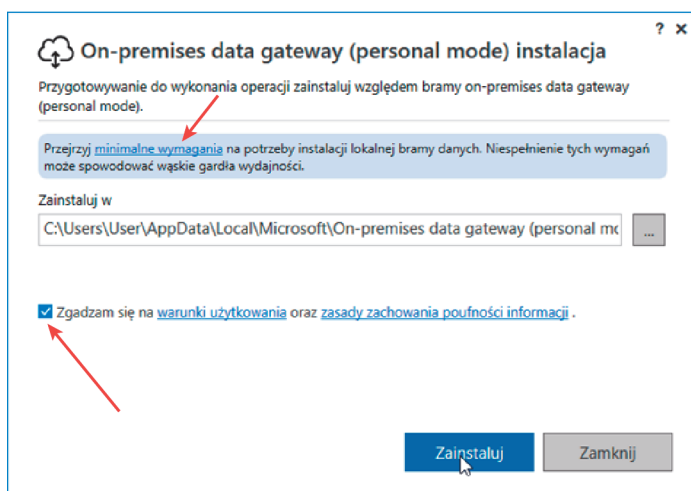 ? ×
On-premises data gateway (personal mode) instalacja
Przygotowywanie do wykonania operacji zainstaluj względem bramy on-premises data gateway
(personal mode).
Przejrzyj minimalne wymagania na potrzeby instalacji lokalnej bramy danych. Niespełnienie tych wymagań
może spowodować wąskie gardła wydajności.
Zainstaluj w
C:\Users\User\AppData\Local\Microsoft\On-premises data gateway (personal mo
...
Zgadzam się na warunki użytkowania oraz zasady zachowania poufności informacji .
Zainstaluj
Zamknij